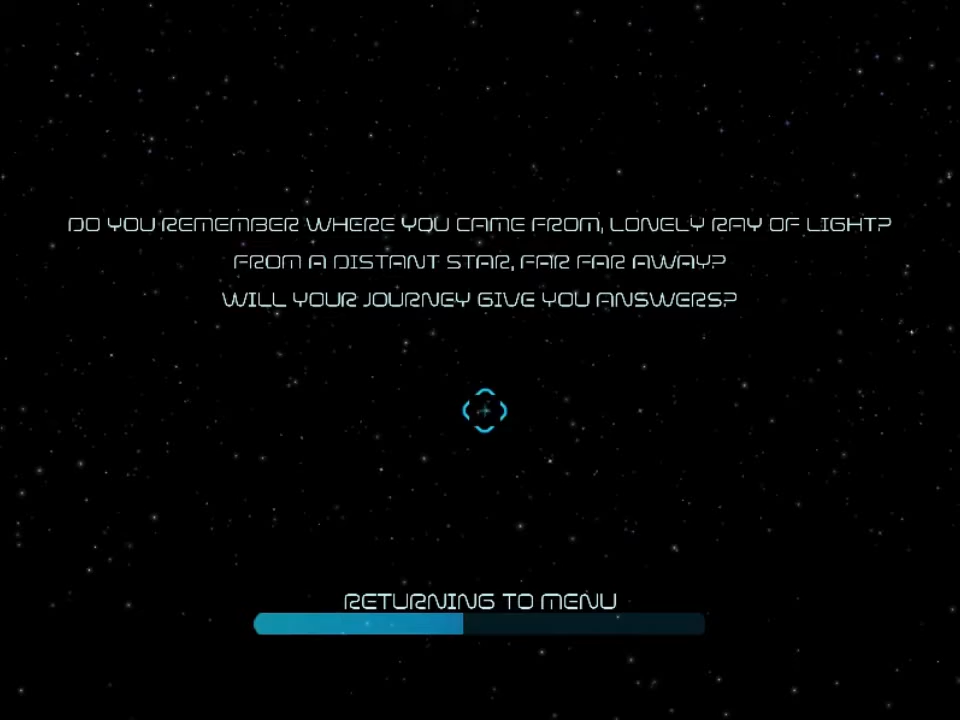 DO YOU REMEMBER WHERE YOU CAME FROM, LONELY RAY OF LIGHT?
FROM A DISTANT STAR, FAR FAR AWAY?
WILL YOUR JOURNEY GIVE YOU ANSWERS?
RETURNING TO MENU